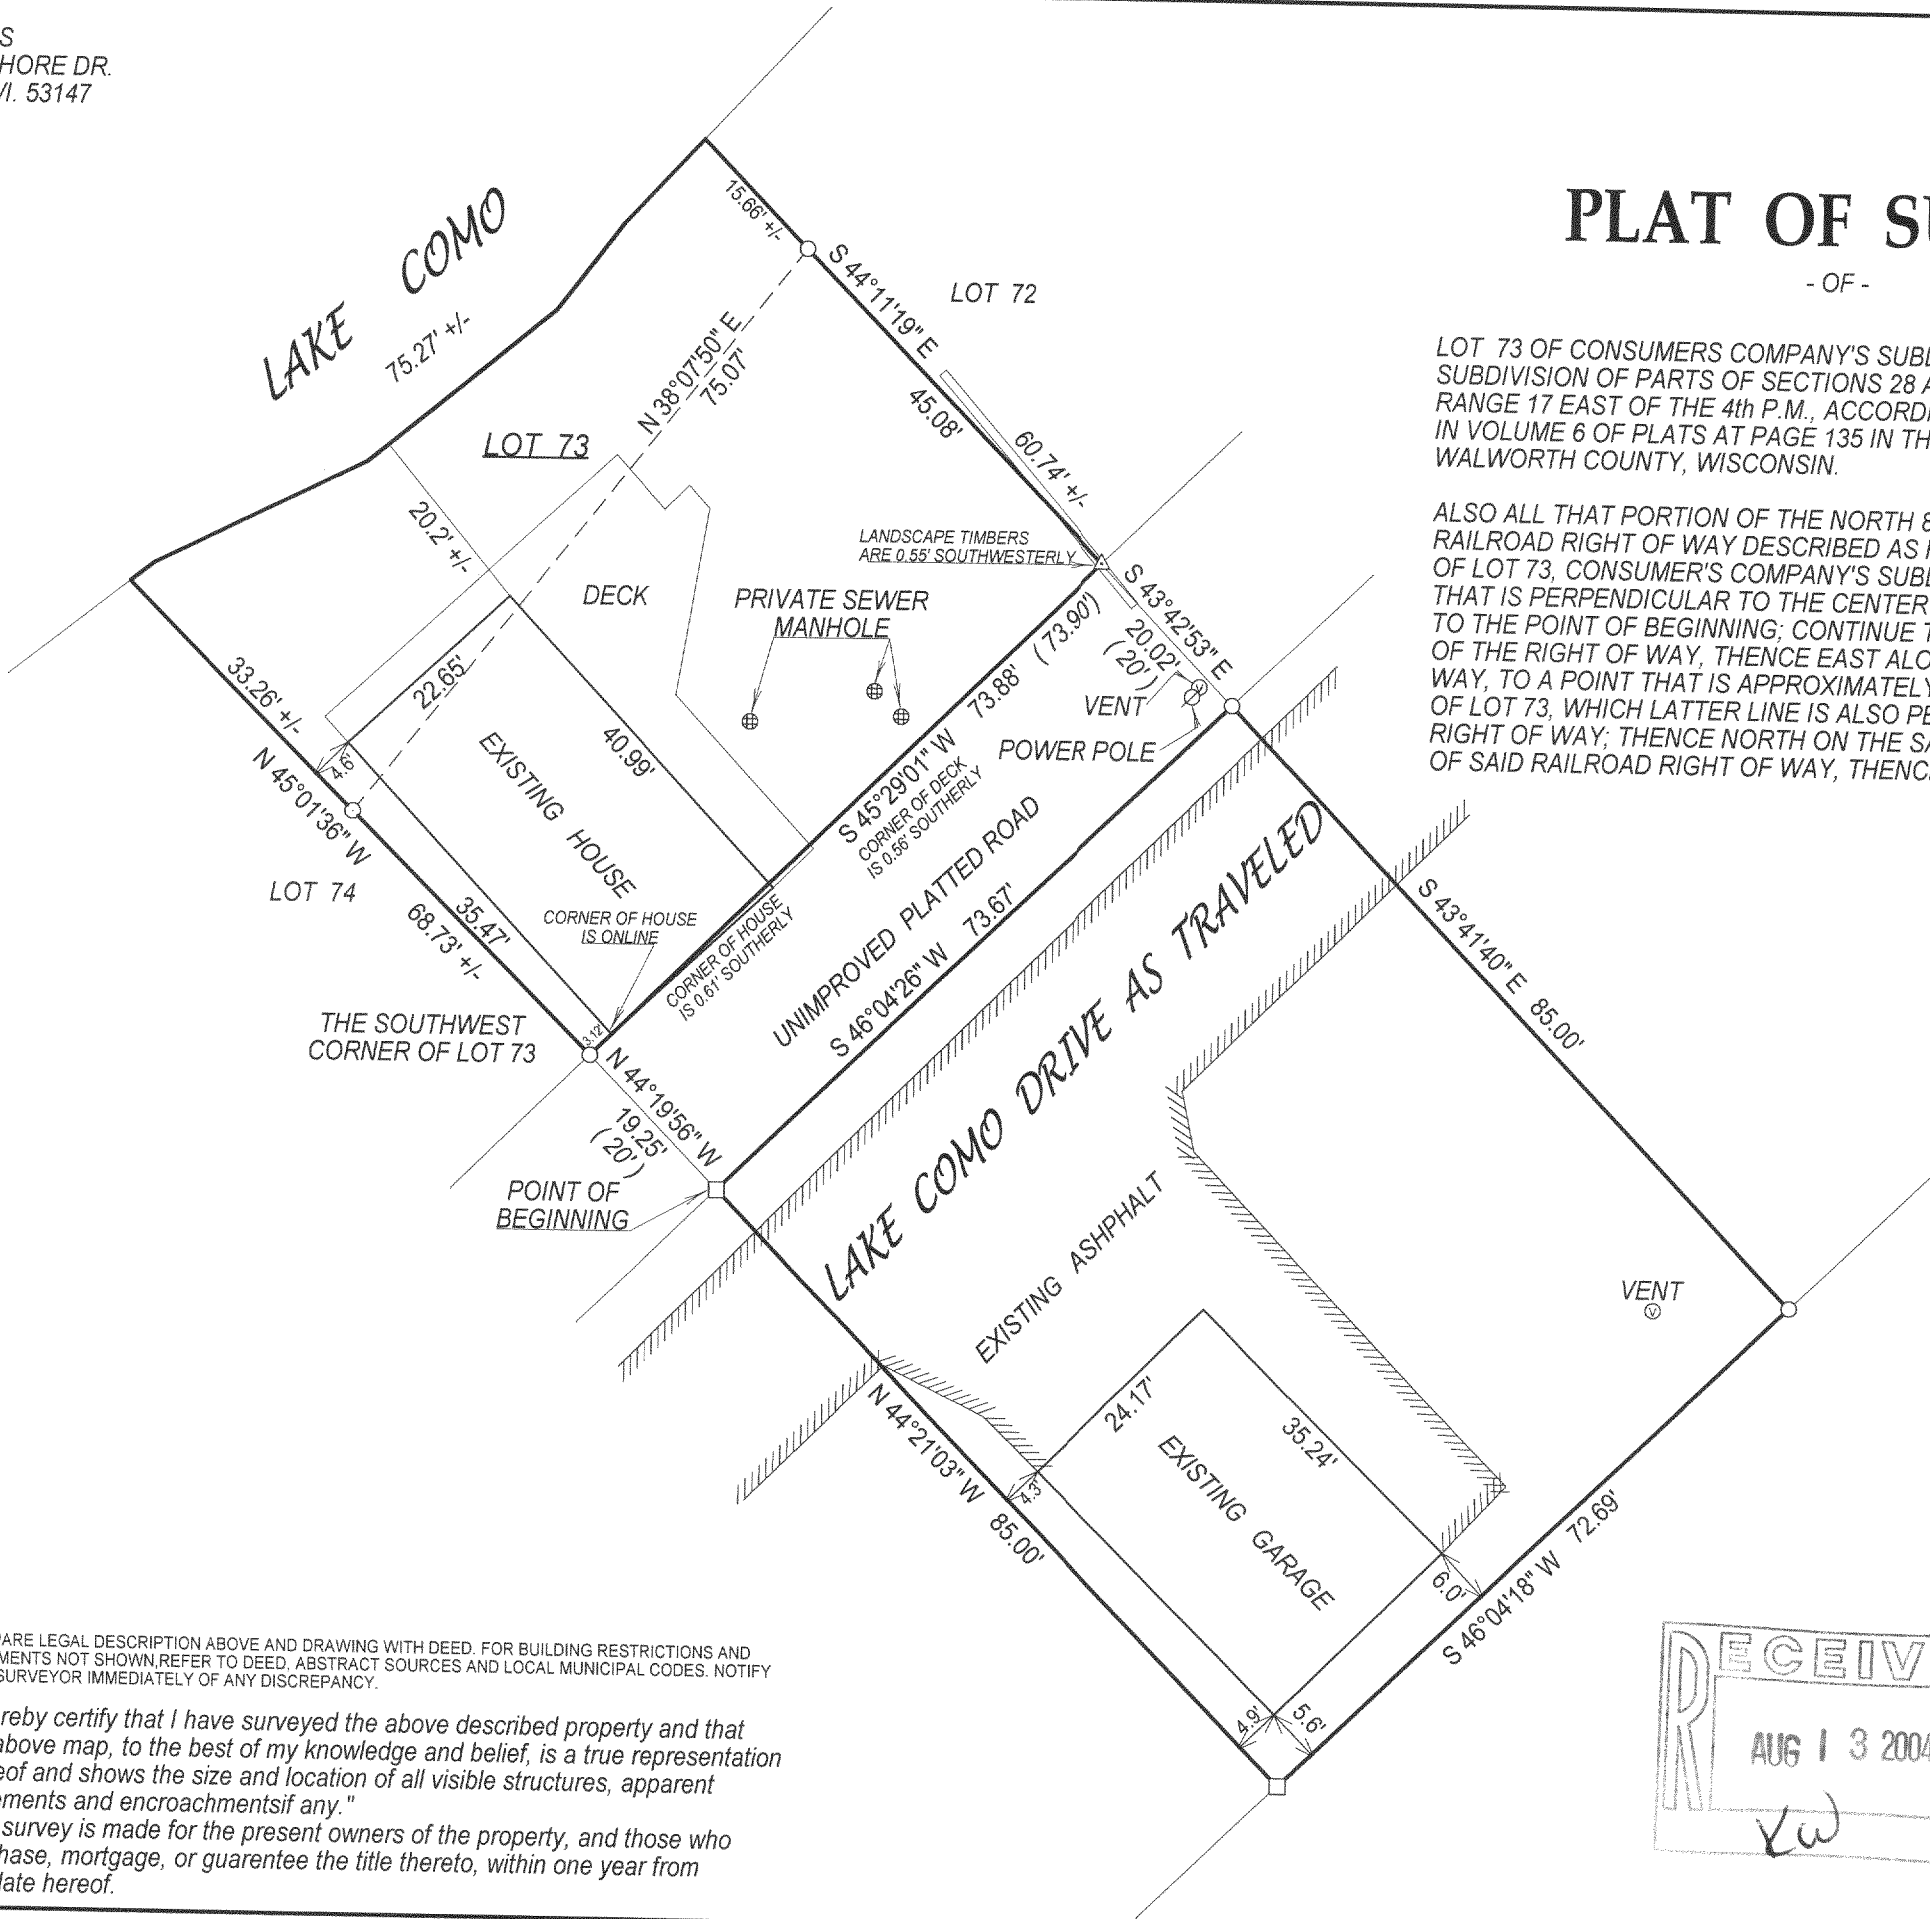 S
HORE DR.
VI. 53147
LAKE COMO
75.27' +/-
15.66' +/-
S 44°11'19" E
45.08'
60.74' +/-
LOT 72
N 38°07'50" E
75.07'
LOT 73
20.2' +/-
DECK
LANDSCAPE TIMBERS
ARE 0.55' SOUTHWESTERLY
PRIVATE SEWER
MANHOLE
S 43°42'53" E
20.02'
( 20' )
VENT
POWER POLE
33.26' +/-
N 45°01'36" W
4.6'
22.65'
40.99'
EXISTING HOUSE
35.47'
68.73' +/-
LOT 74
S 45°29'01" W 73.88' ( 73.90')
CORNER OF DECK
IS 0.56' SOUTHERLY
CORNER OF HOUSE
IS ONLINE
CORNER OF HOUSE
IS 0.61' SOUTHERLY
3.12'
THE SOUTHWEST
CORNER OF LOT 73
N 44°19'56" W
19.25'
( 20' )
POINT OF
BEGINNING
UNIMPROVED PLATTED ROAD
S 46°04'26" W 73.67'
LAKE COMO DRIVE AS TRAVELED
S 43°41'40" E 85.00'
EXISTING ASHPHALT
VENT
V
V
24.17'
35.24'
EXISTING GARAGE
4.3'
N 44°21'03" W 85.00'
6.0'
4.9'
5.6'
S 46°04'18" W 72.69'
PLAT OF SU
- OF -
LOT 73 OF CONSUMERS COMPANY'S SUBD
SUBDIVISION OF PARTS OF SECTIONS 28 A
RANGE 17 EAST OF THE 4th P.M., ACCORDI
IN VOLUME 6 OF PLATS AT PAGE 135 IN TH
WALWORTH COUNTY, WISCONSIN.
ALSO ALL THAT PORTION OF THE NORTH 8
RAILROAD RIGHT OF WAY DESCRIBED AS
OF LOT 73, CONSUMER'S COMPANY'S SUBD
THAT IS PERPENDICULAR TO THE CENTER
TO THE POINT OF BEGINNING; CONTINUE T
OF THE RIGHT OF WAY, THENCE EAST ALO
WAY, TO A POINT THAT IS APPROXIMATELY
OF LOT 73, WHICH LATTER LINE IS ALSO PE
RIGHT OF WAY; THENCE NORTH ON THE SA
OF SAID RAILROAD RIGHT OF WAY, THENC
ARE LEGAL DESCRIPTION ABOVE AND DRAWING WITH DEED. FOR BUILDING RESTRICTIONS AND
MENTS NOT SHOWN,REFER TO DEED, ABSTRACT SOURCES AND LOCAL MUNICIPAL CODES. NOTIFY
SURVEYOR IMMEDIATELY OF ANY DISCREPANCY.
reby certify that I have surveyed the above described property and that
above map, to the best of my knowledge and belief, is a true representation
eof and shows the size and location of all visible structures, apparent
ements and encroachmentsif any."
survey is made for the present owners of the property, and those who
hase, mortgage, or guarentee the title thereto, within one year from
late hereof.
RECEIV
AUG 1 3 2004
KW